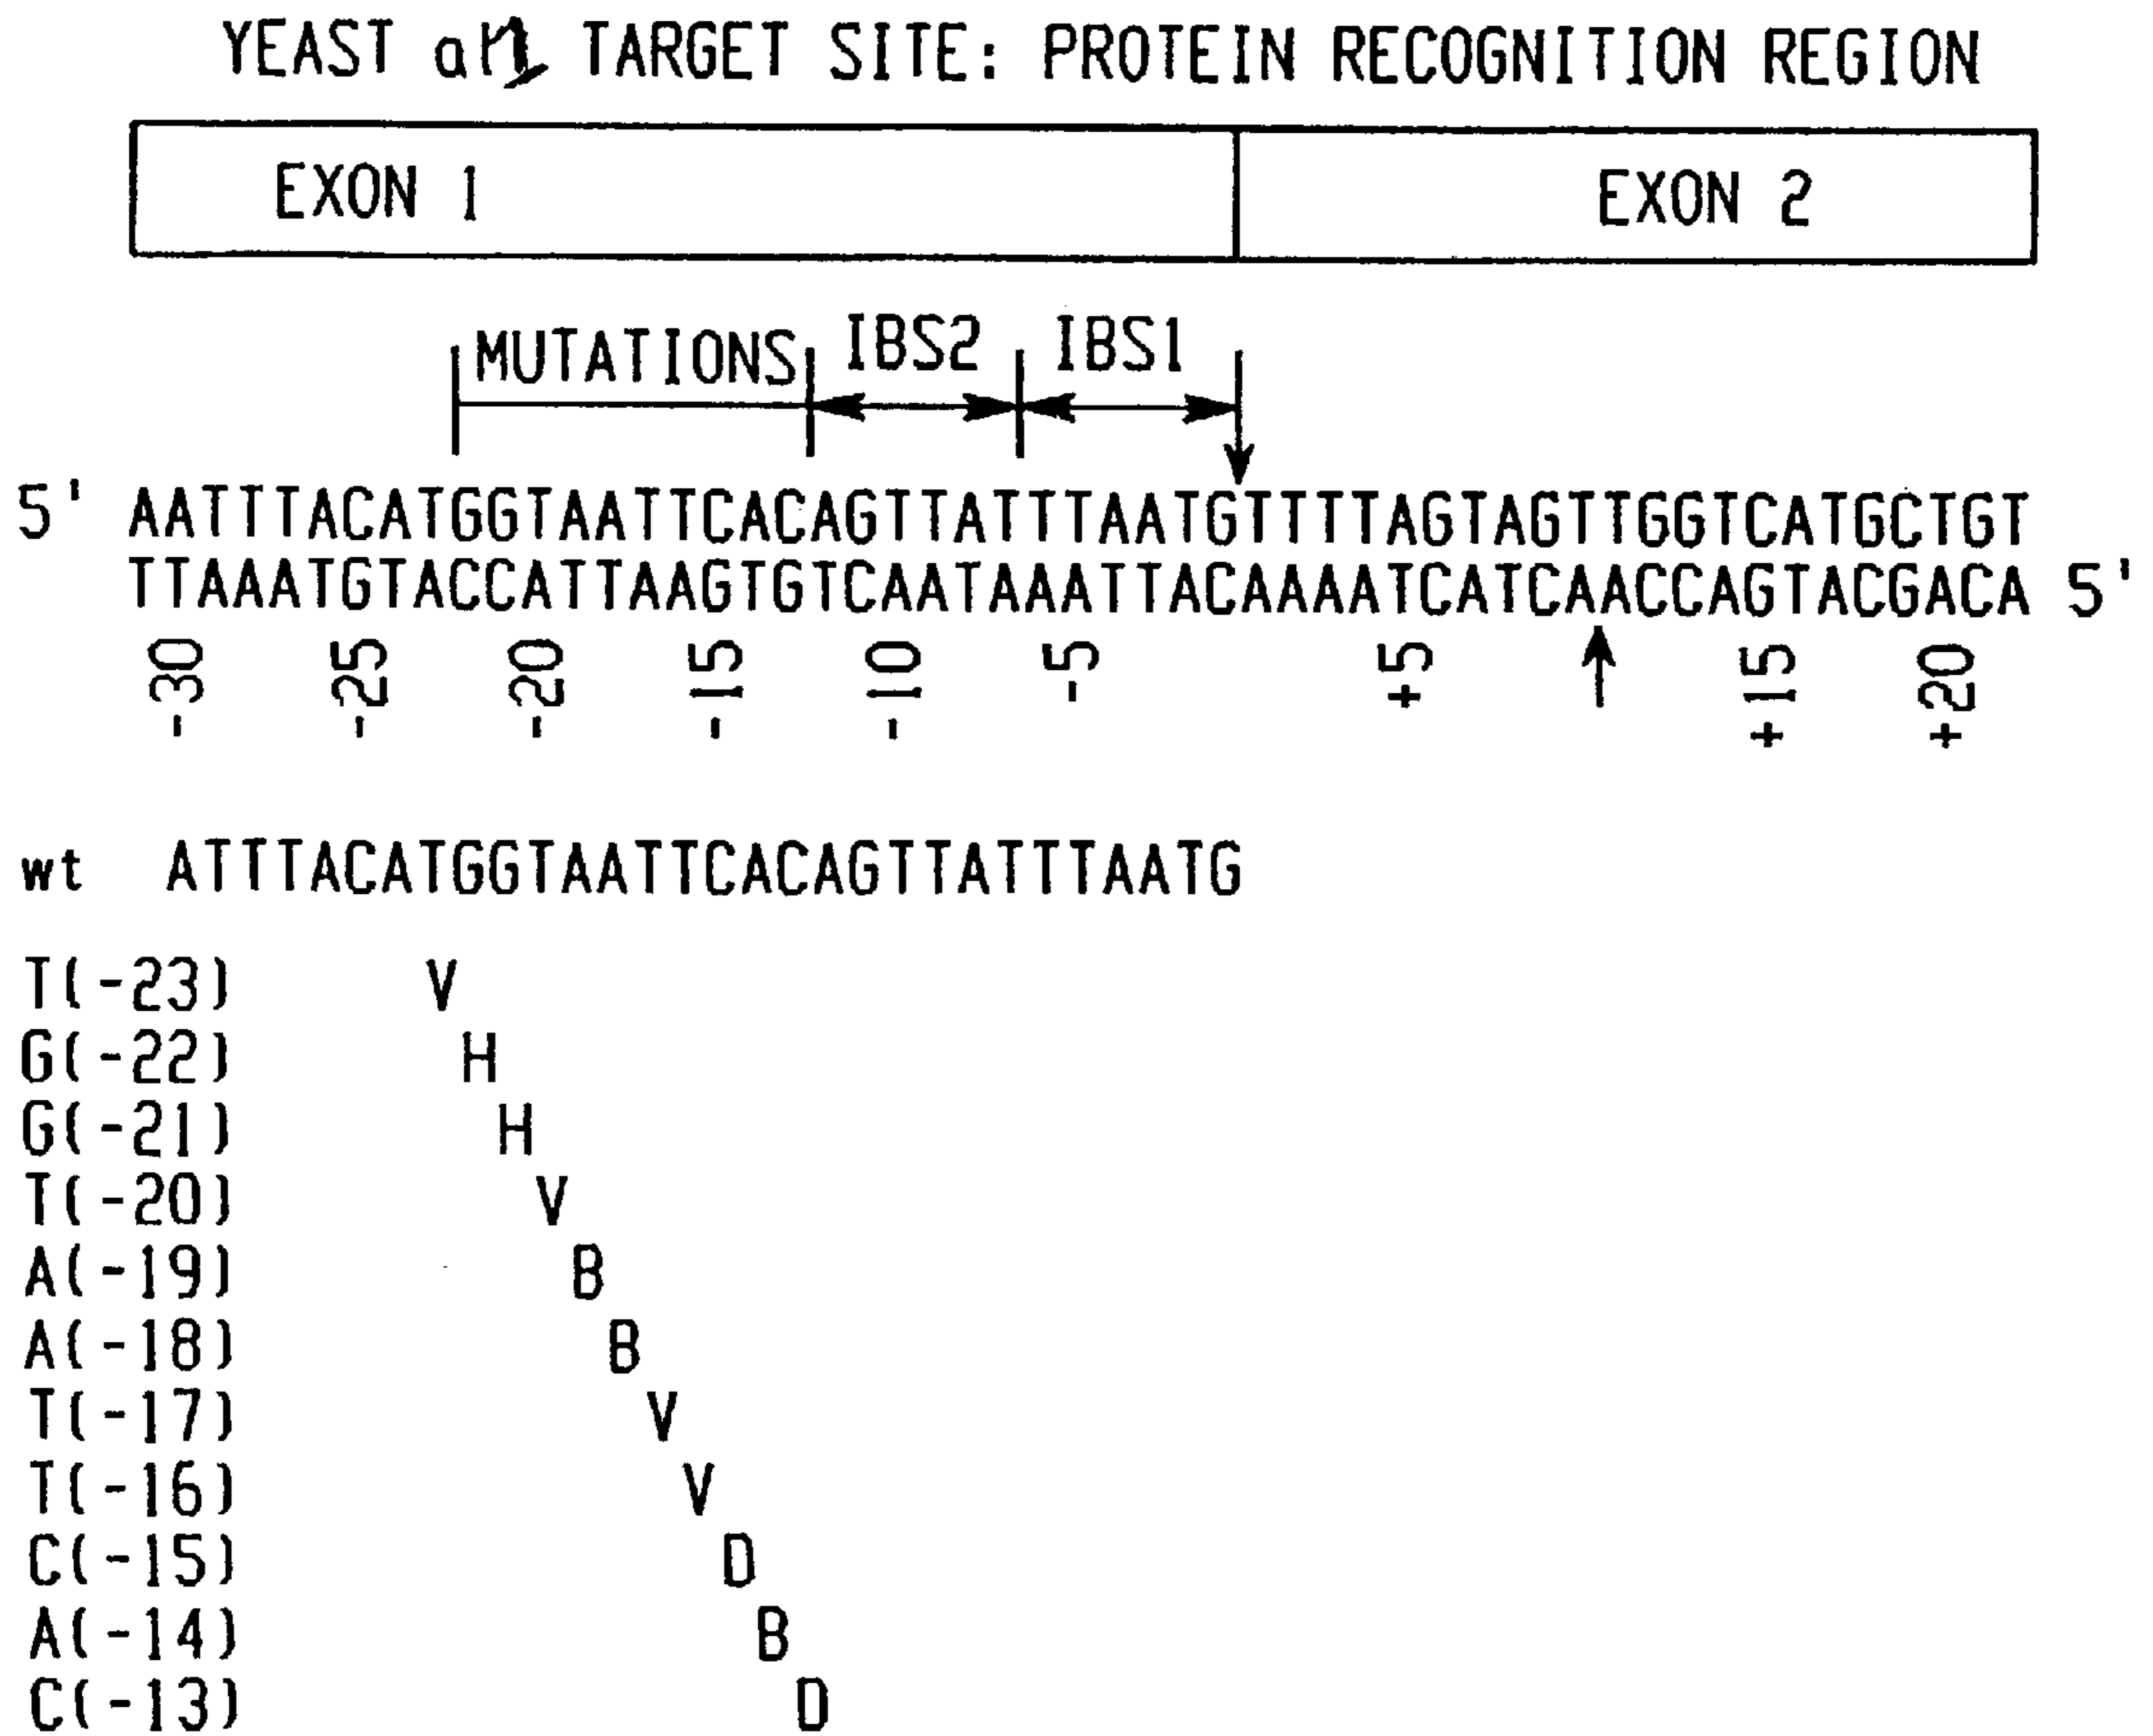 YEAST TARGET SITE: PROTEIN RECOGNITION REGION
EXON 1 EXON 2
MUTATIONS IBS2 IBS1
5' AATTTACATGGTAATTCACAGTTATTTAATGTTTTAGTAGTTGGTCATGCTGT
TTAAATGTACCATTAAGTGTCAATAAATTACAAAATCATCAACCAGTACGACA 5'
-30 -25 -20 -15 -10 -5 +5 +15 +20
wt ATTTACATGGTAATTCACAGTTATTTAATG
T(-23) V
G(-22) H
G(-21) H
T(-20) V
A(-19) B
A(-18) B
T(-17) V
T(-16) V
C(-15) D
A(-14) B
C(-13) D